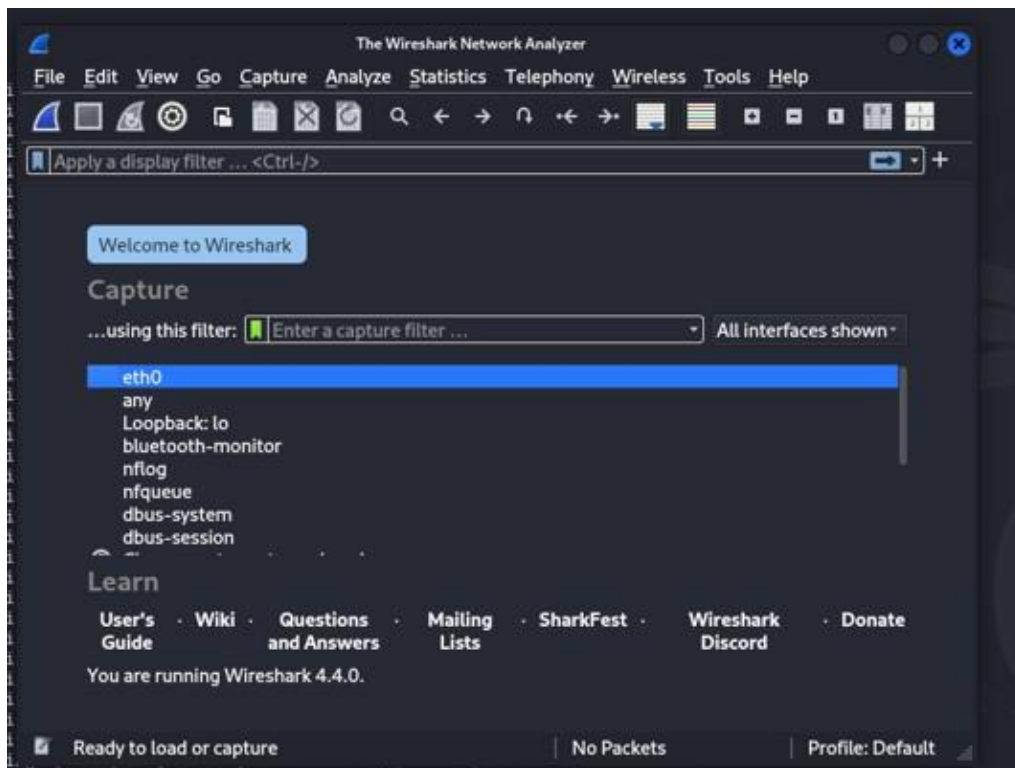 The Wireshark Network Analyzer
File Edit View Go Capture Analyze Statistics Telephony Wireless Tools Help
Apply a display filter ... <Ctrl-/>
Welcome to Wireshark
Capture
...using this filter: Enter a capture filter ... All interfaces shown
eth0
any
Loopback: lo
bluetooth-monitor
nflog
nfqueue
dbus-system
dbus-session
Learn
User's Guide · Wiki · Questions and Answers · Mailing Lists · SharkFest · Wireshark Discord · Donate
You are running Wireshark 4.4.0.
Ready to load or capture No Packets Profile: Default